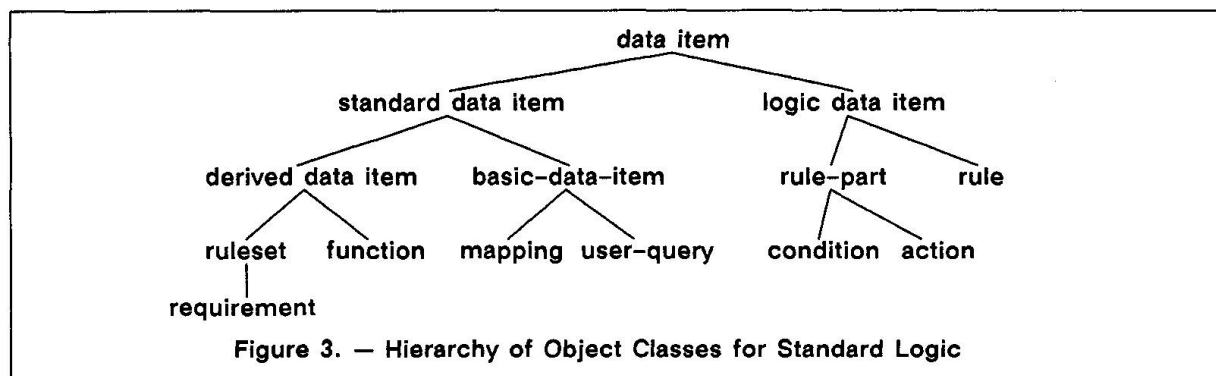 data item
standard data item logic data item
derived data item basic-data-item rule-part rule
ruleset function mapping user-query condition action
requirement
Figure 3. — Hierarchy of Object Classes for Standard Logic